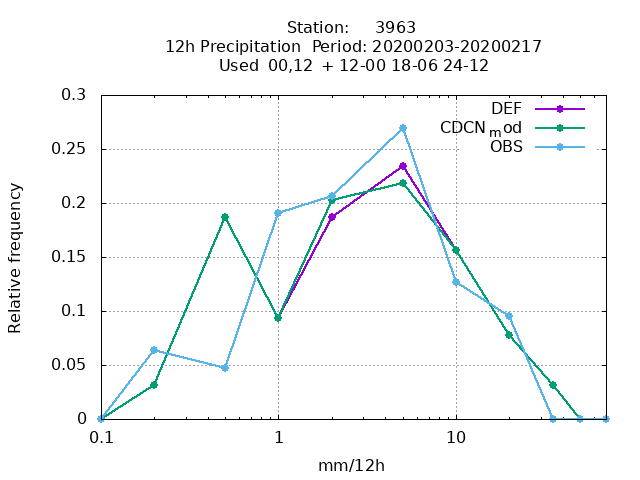 Station: 3963
12h Precipitation Period: 20200203-20200217
Used 00,12 + 12-00 18-06 24-12
DEF
CDCN_mod
OBS
0.3
0.25
0.2
0.15
0.1
0.05
0
Relative frequency
0.1 1 10
mm/12h